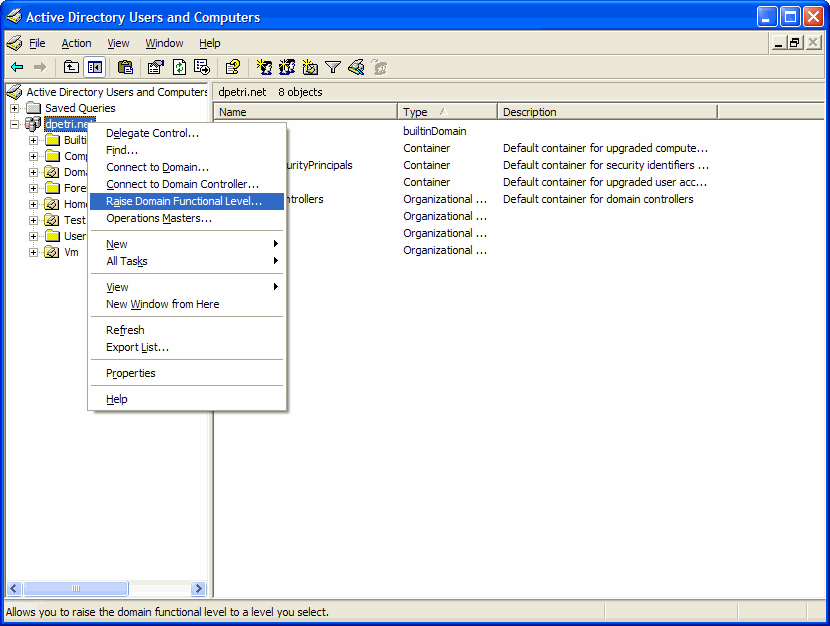 Active Directory Users and Computers
File Action View Window Help
Active Directory Users and Computers
Saved Queries
dpetri.net
Builti
Comp
Doma
Fore
Home
Test
User
Vm
Delegate Control...
Find...
Connect to Domain...
Connect to Domain Controller...
Raise Domain Functional Level...
Operations Masters...
New
All Tasks
View
New Window from Here
Refresh
Export List...
Properties
Help
dpetri.net 8 objects
Name Type Description
builtinDomain
Container Default container for upgraded compute...
urityPrincipals Container Default container for security identifiers ...
Container Default container for upgraded user acc...
ntrollers Organizational ... Default container for domain controllers
Organizational ...
Organizational ...
Organizational ...
Allows you to raise the domain functional level to a level you select.